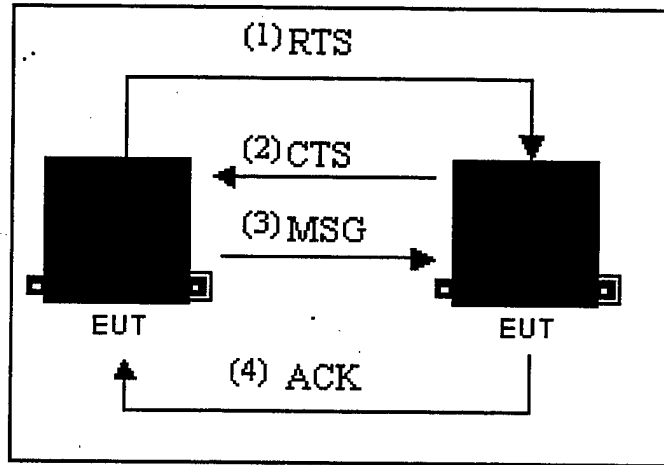 (1) RTS
(2) CTS
(3) MSG
EUT
EUT
(4) ACK